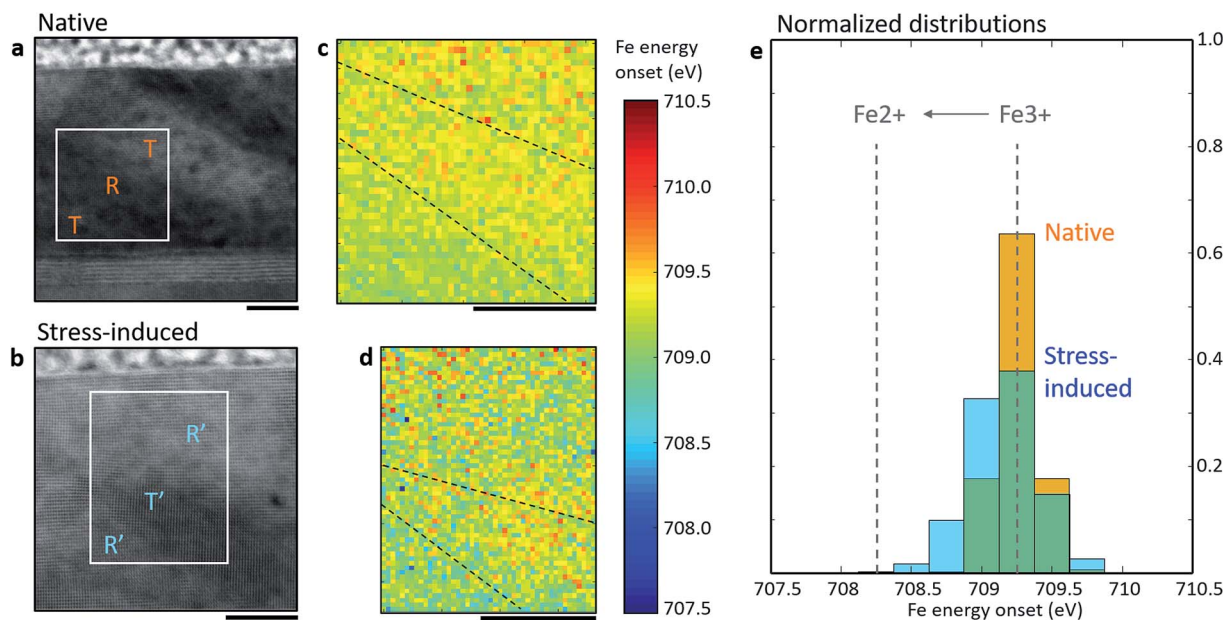 Native
a
T
R
T
Stress-induced
b
R’
T’
R’
c
d
Fe energy
onset (eV)
710.5
710.0
709.5
709.0
708.5
708.0
707.5
Normalized distributions
e
1.0
0.8
0.6
0.4
0.2
Fe2+
Fe3+
Native
Stress-
induced
707.5 708 708.5 709 709.5 710 710.5
Fe energy onset (eV)